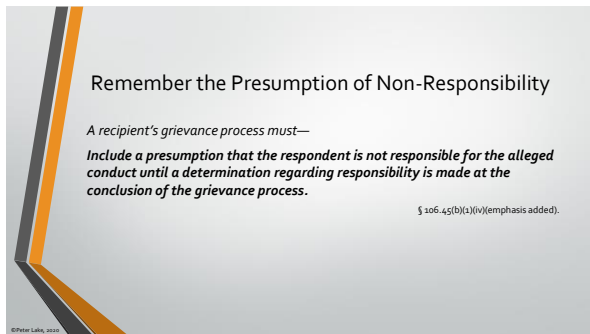 Remember the Presumption of Non-Responsibility
A recipient's grievance process must—
Include a presumption that the respondent is not responsible for the alleged
conduct until a determination regarding responsibility is made at the
conclusion of the grievance process.
§ 106.45(b)(1)(iv)(emphasis added).
©Peter Lake, 2020